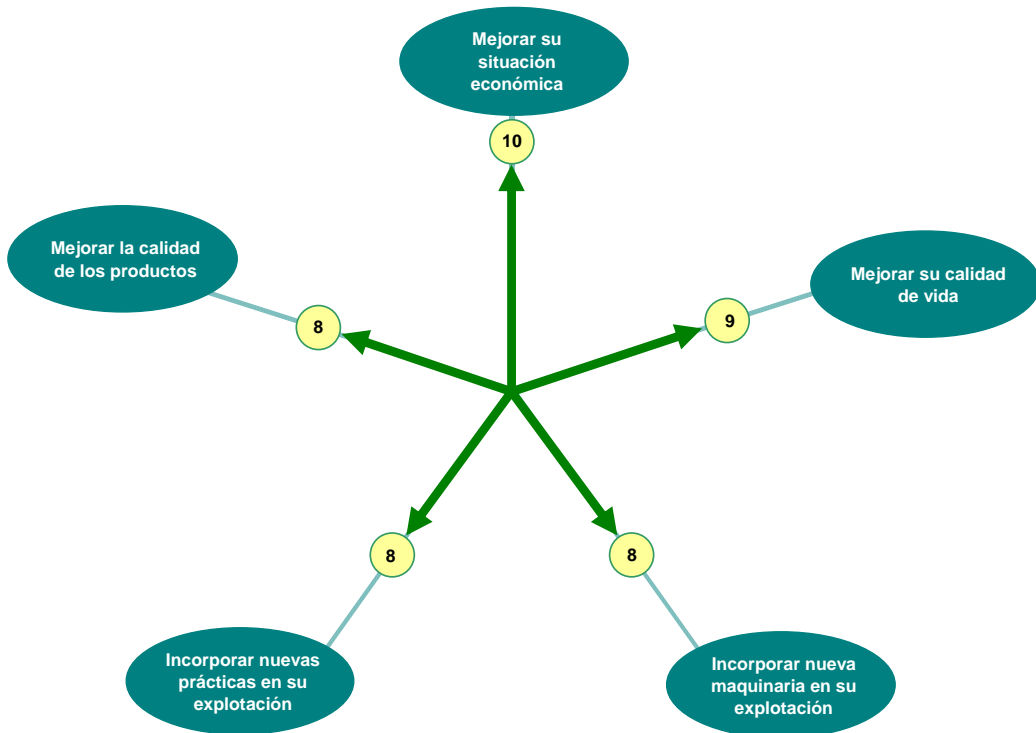 Mejorar su
situación
económica
10
Mejorar la calidad
de los productos
8
Mejorar su calidad
de vida
9
8
8
Incorporar nuevas
prácticas en su
explotación
Incorporar nueva
maquinaria en su
explotación